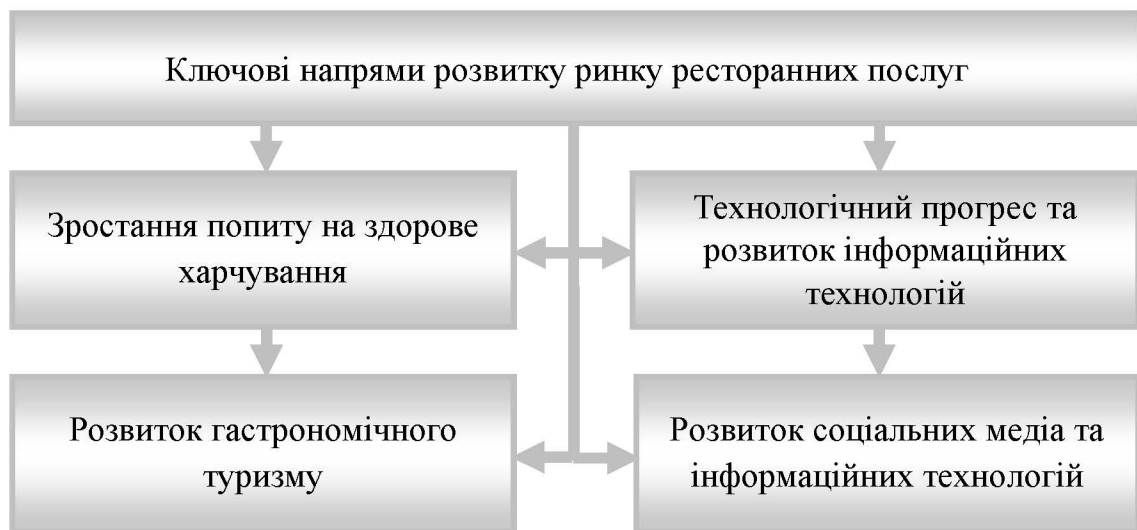 Ключові напрями розвитку ринку ресторанних послуг
Зростання попиту на здорове
харчування
Технологічний прогрес та
розвиток інформаційних
технологій
Розвиток гастрономічного
туризму
Розвиток соціальних медіа та
інформаційних технологій